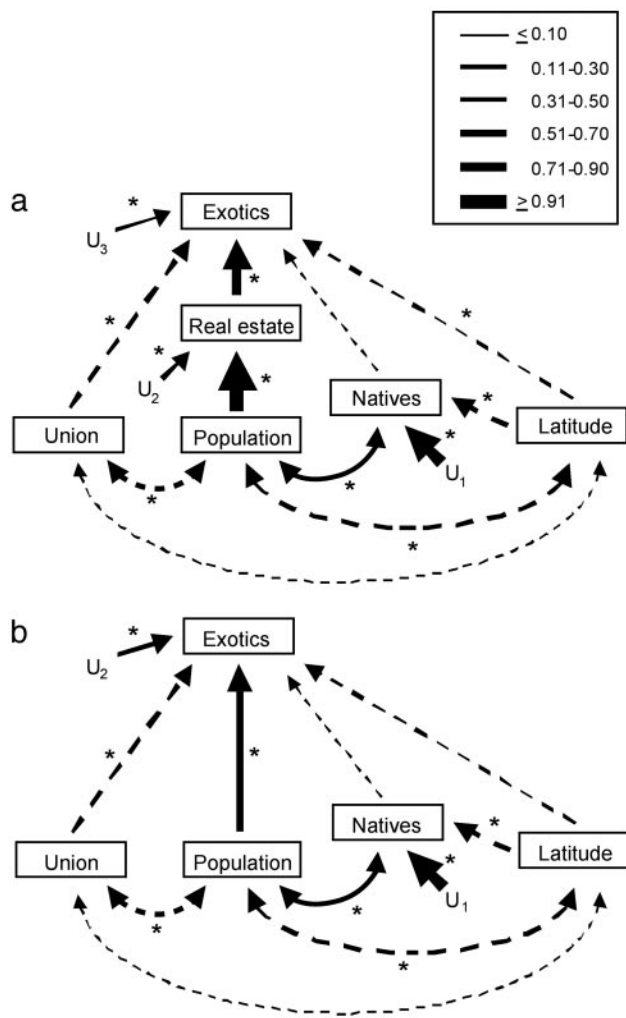 ≤ 0.10
0.11–0.30
0.31–0.50
0.51–0.70
0.71–0.90
≥ 0.91
a
*
Exotics
U3
*
*
*
Real estate
*
U2
*
Natives
*
Union
Population
*
Latitude
U1
*
*
*
b
*
Exotics
U2
*
*
Natives
*
Union
Population
*
Latitude
U1
*
*
*